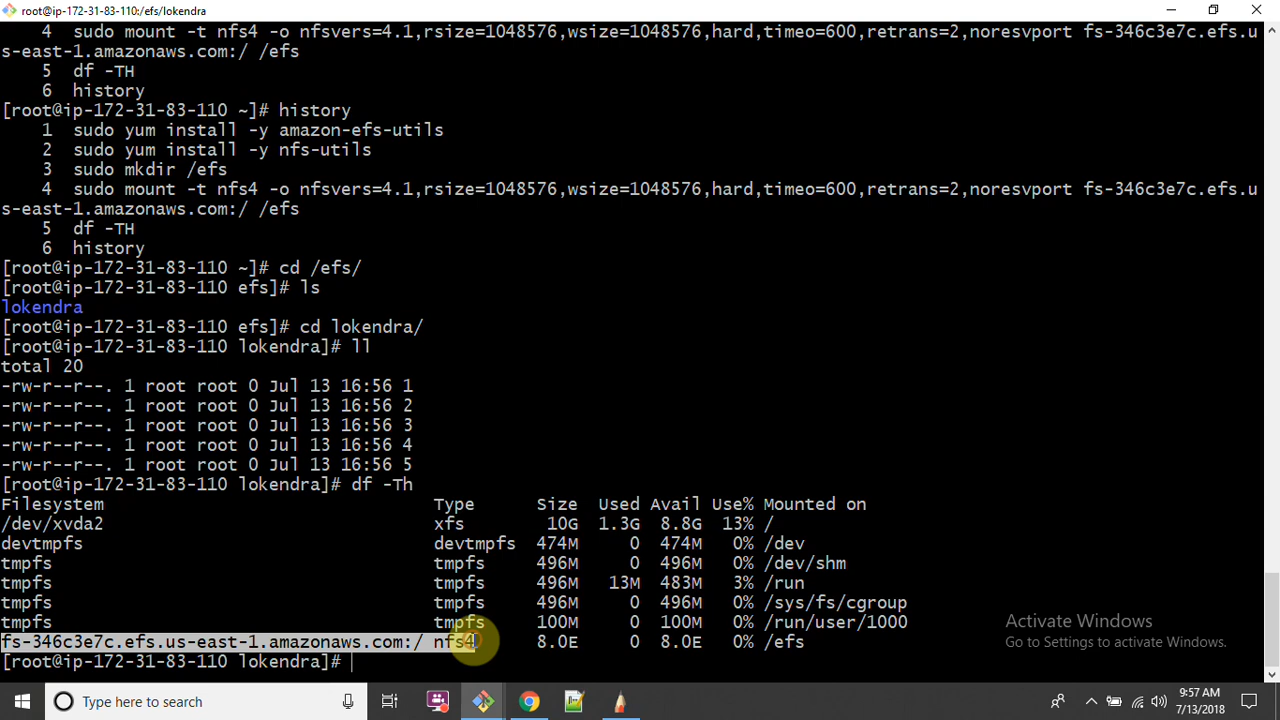 root@ip-172-31-83-110:/efs/lokendra
4 sudo mount -t nfs4 -o nfsvers=4.1,rsize=1048576,wsize=1048576,hard,timeo=600,retrans=2,noresvport fs-346c3e7c.efs.u
s-east-1.amazonaws.com:/ /efs
5 df -TH
6 history
[root@ip-172-31-83-110 ~]# history
1 sudo yum install -y amazon-efs-utils
2 sudo yum install -y nfs-utils
3 sudo mkdir /efs
4 sudo mount -t nfs4 -o nfsvers=4.1,rsize=1048576,wsize=1048576,hard,timeo=600,retrans=2,noresvport fs-346c3e7c.efs.u
s-east-1.amazonaws.com:/ /efs
5 df -TH
6 history
[root@ip-172-31-83-110 ~]# cd /efs/
[root@ip-172-31-83-110 efs]# ls
lokendra
[root@ip-172-31-83-110 efs]# cd lokendra/
[root@ip-172-31-83-110 lokendra]# ll
total 20
-rw-r--r--. 1 root root 0 Jul 13 16:56 1
-rw-r--r--. 1 root root 0 Jul 13 16:56 2
-rw-r--r--. 1 root root 0 Jul 13 16:56 3
-rw-r--r--. 1 root root 0 Jul 13 16:56 4
-rw-r--r--. 1 root root 0 Jul 13 16:56 5
[root@ip-172-31-83-110 lokendra]# df -Th
Filesystem Type Size Used Avail Use% Mounted on
/dev/xvda2 xfs 10G 1.3G 8.8G 13% /
devtmpfs devtmpfs 474M 0 474M 0% /dev
tmpfs tmpfs 496M 0 496M 0% /dev/shm
tmpfs tmpfs 496M 13M 483M 3% /run
tmpfs tmpfs 496M 0 496M 0% /sys/fs/cgroup
tmpfs tmpfs 100M 0 100M 0% /run/user/1000
fs-346c3e7c.efs.us-east-1.amazonaws.com:/ nfs4 8.0E 0 8.0E 0% /efs
[root@ip-172-31-83-110 lokendra]#
Activate Windows
Go to Settings to activate Windows.
Type here to search
9:57 AM
7/13/2018